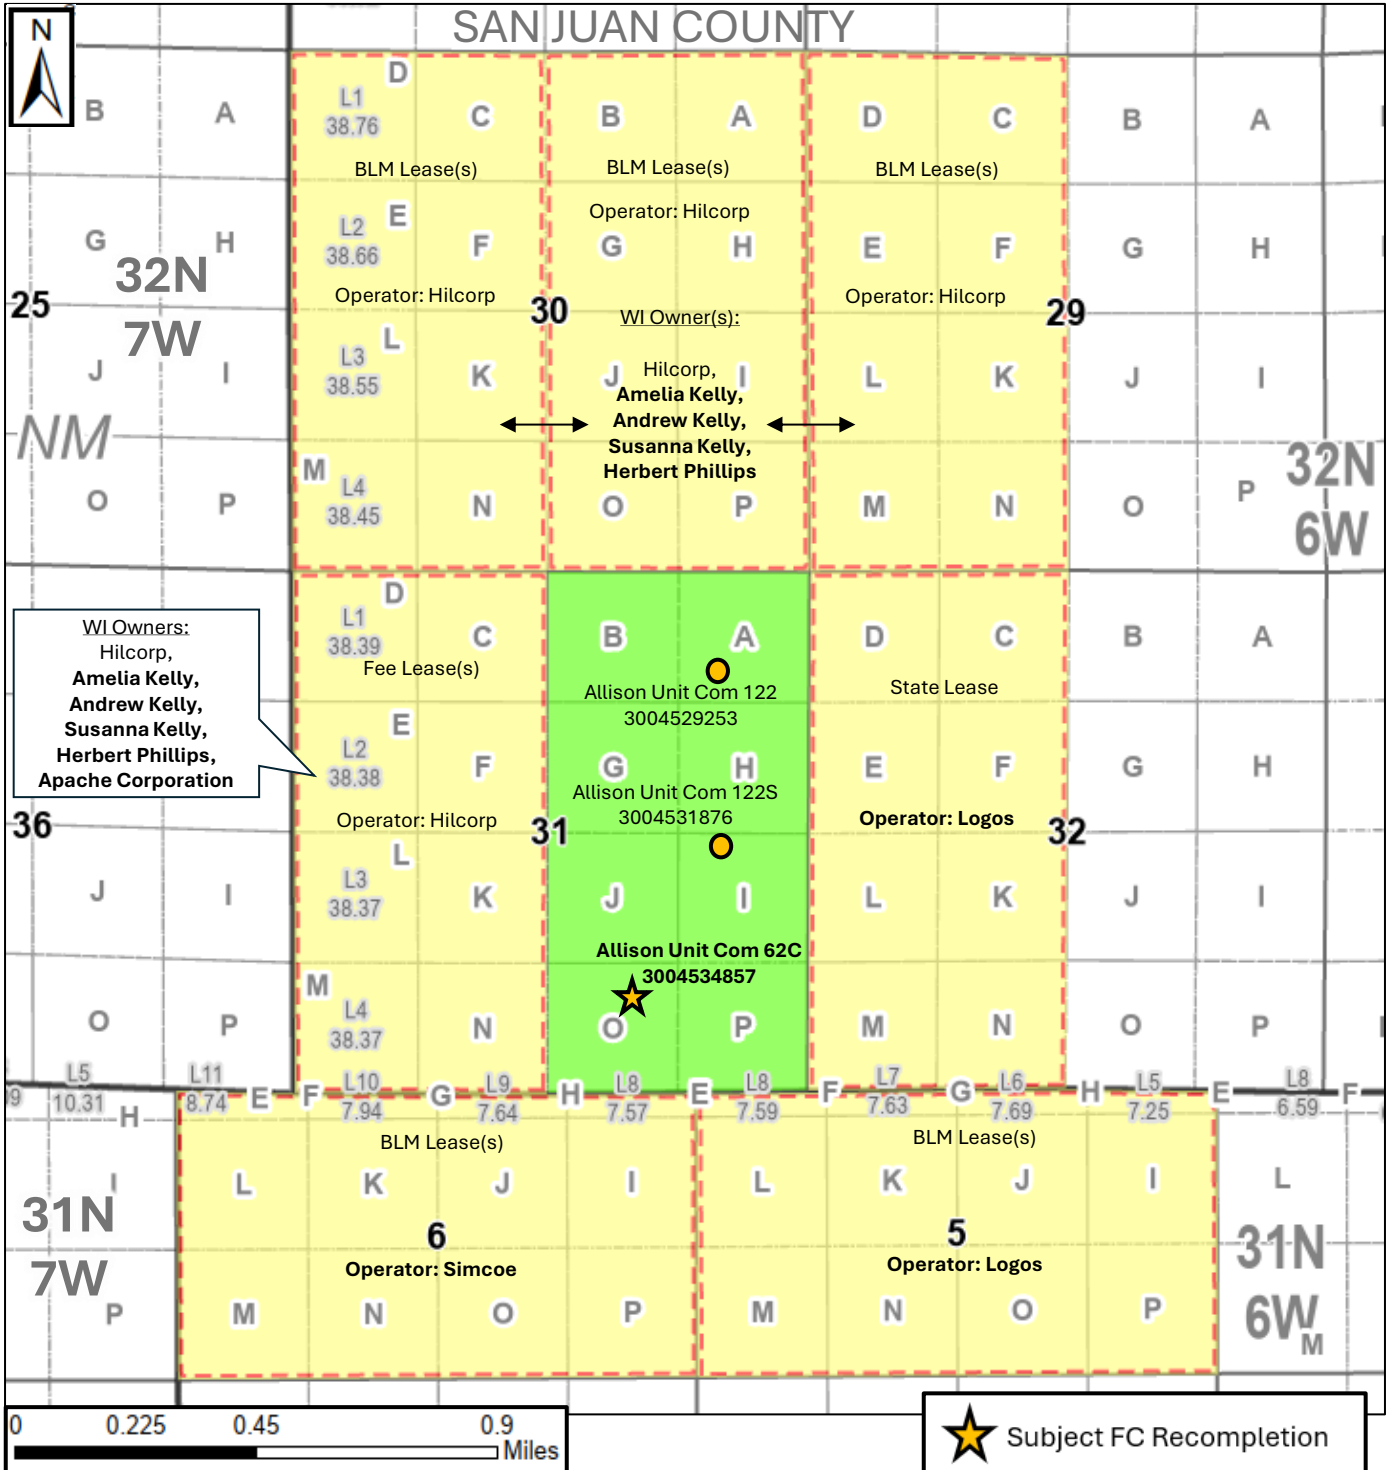 SAN JUAN COUNTY
N
D
B A L1 C B A D C B A
38.76
BLM Lease(s) BLM Lease(s) BLM Lease(s)
E
Operator: Hilcorp
G H L2 F G H E F G H
38.66
32N
Operator: Hilcorp Operator: Hilcorp
25 30 29
WI Owner(s):
7W
L
J I L3 K J I L K J I
38.55
Hilcorp,
Amelia Kelly,
Andrew Kelly,
Susanna Kelly,
Herbert Phillips
NM
32N
6W
M
O P L4 N O P M N O P
38.45
D
L1 C B A D C B A
38.39
WI Owners:
Hilcorp,
Amelia Kelly,
Andrew Kelly,
Susanna Kelly,
Herbert Phillips,
Apache Corporation
Fee Lease(s)
Allison Unit Com 122
3004529253
State Lease
E
L2 F G H E F G H
38.38
Allison Unit Com 122S
3004531876
Operator: Hilcorp
Operator: Logos
36 31 32
L
J I L3 K J I L K J I
38.37
Allison Unit Com 62C
3004534857
M
O P L4 N O P M N O P
38.37
L5 L11 L10 L9 L8 L8 L7 L6 L5 L8
E F G H E F G H E F
9 10.31 8.74 7.94 7.64 7.57 7.59 7.63 7.69 7.25 6.59
H
BLM Lease(s) BLM Lease(s)
I L K J I L K J I L
31N
7W
6 5
31N
6W
Operator: Simcoe Operator: Logos
P M N O P M N O P M
0 0.225 0.45 0.9
Miles
Subject FC Recompletion